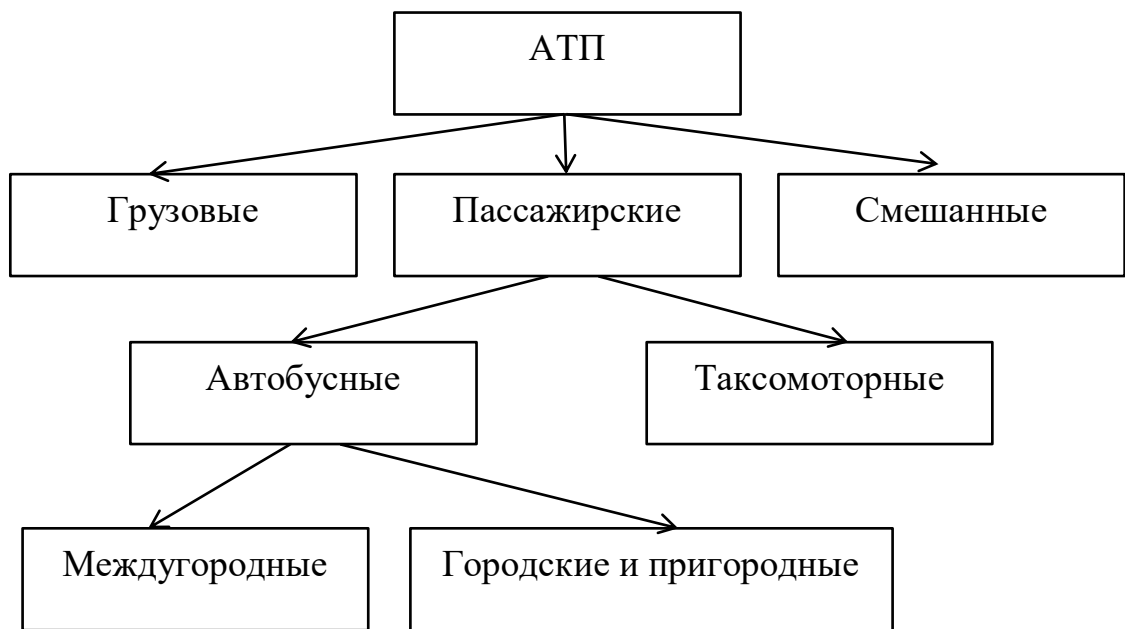 АТП
Грузовые
Пассажирские
Смешанные
Автобусные
Таксомоторные
Междугородные
Городские и пригородные